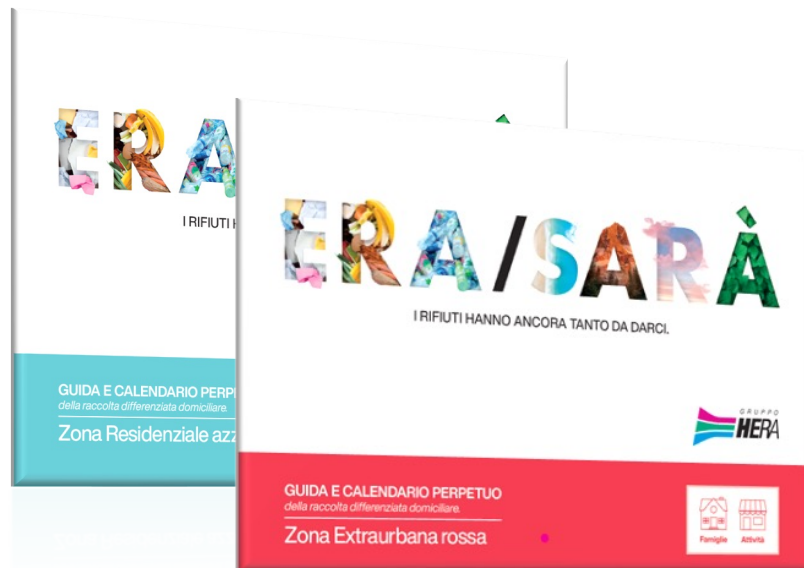 ERA
I RIFIUTI
GUIDA E CALENDARIO PERP
della raccolta differenziata domiciliare.
Zona Residenziale azz
ERA/SARÀ
I RIFIUTI HANNO ANCORA TANTO DA DARCI.
GRUPPO
HERA
GUIDA E CALENDARIO PERPETUO
della raccolta differenziata domiciliare.
Zona Extraurbana rossa
Famiglie Attività